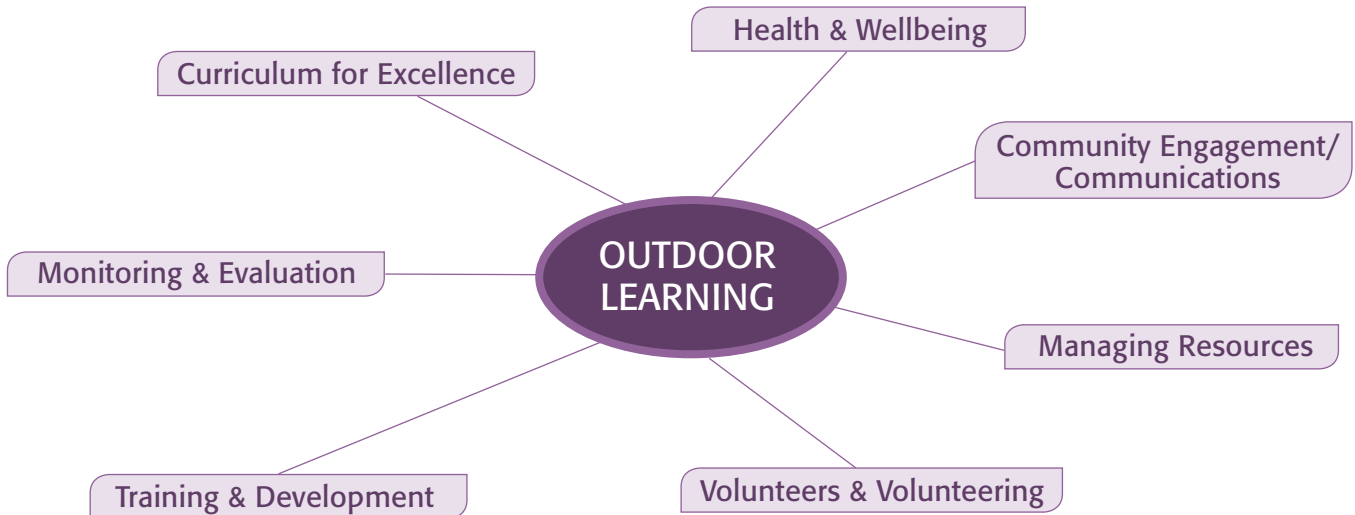 Health & Wellbeing
Curriculum for Excellence
Community Engagement/
Communications
OUTDOOR
LEARNING
Monitoring & Evaluation
Managing Resources
Training & Development
Volunteers & Volunteering